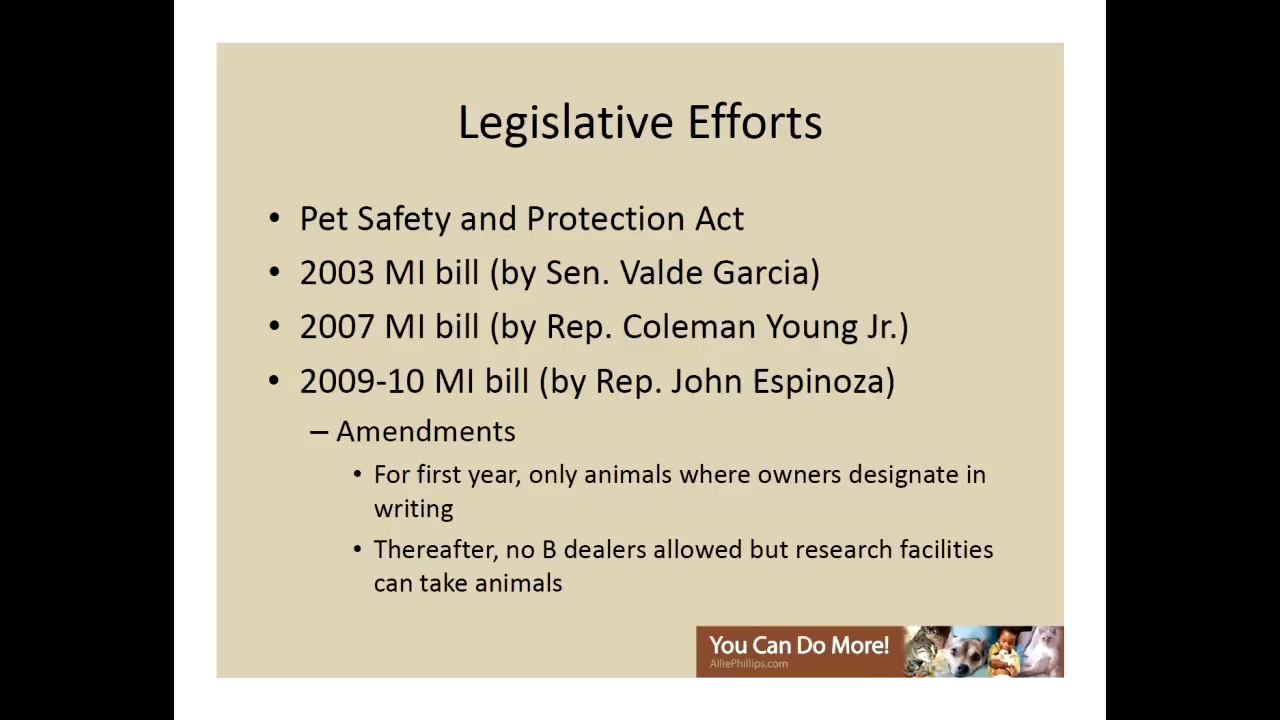 Legislative Efforts
• Pet Safety and Protection Act
• 2003 MI bill (by Sen. Valde Garcia)
• 2007 MI bill (by Rep. Coleman Young Jr.)
• 2009-10 MI bill (by Rep. John Espinoza)
– Amendments
• For first year, only animals where owners designate in
writing
• Thereafter, no B dealers allowed but research facilities
can take animals
You Can Do More!
AlliePhillips.com